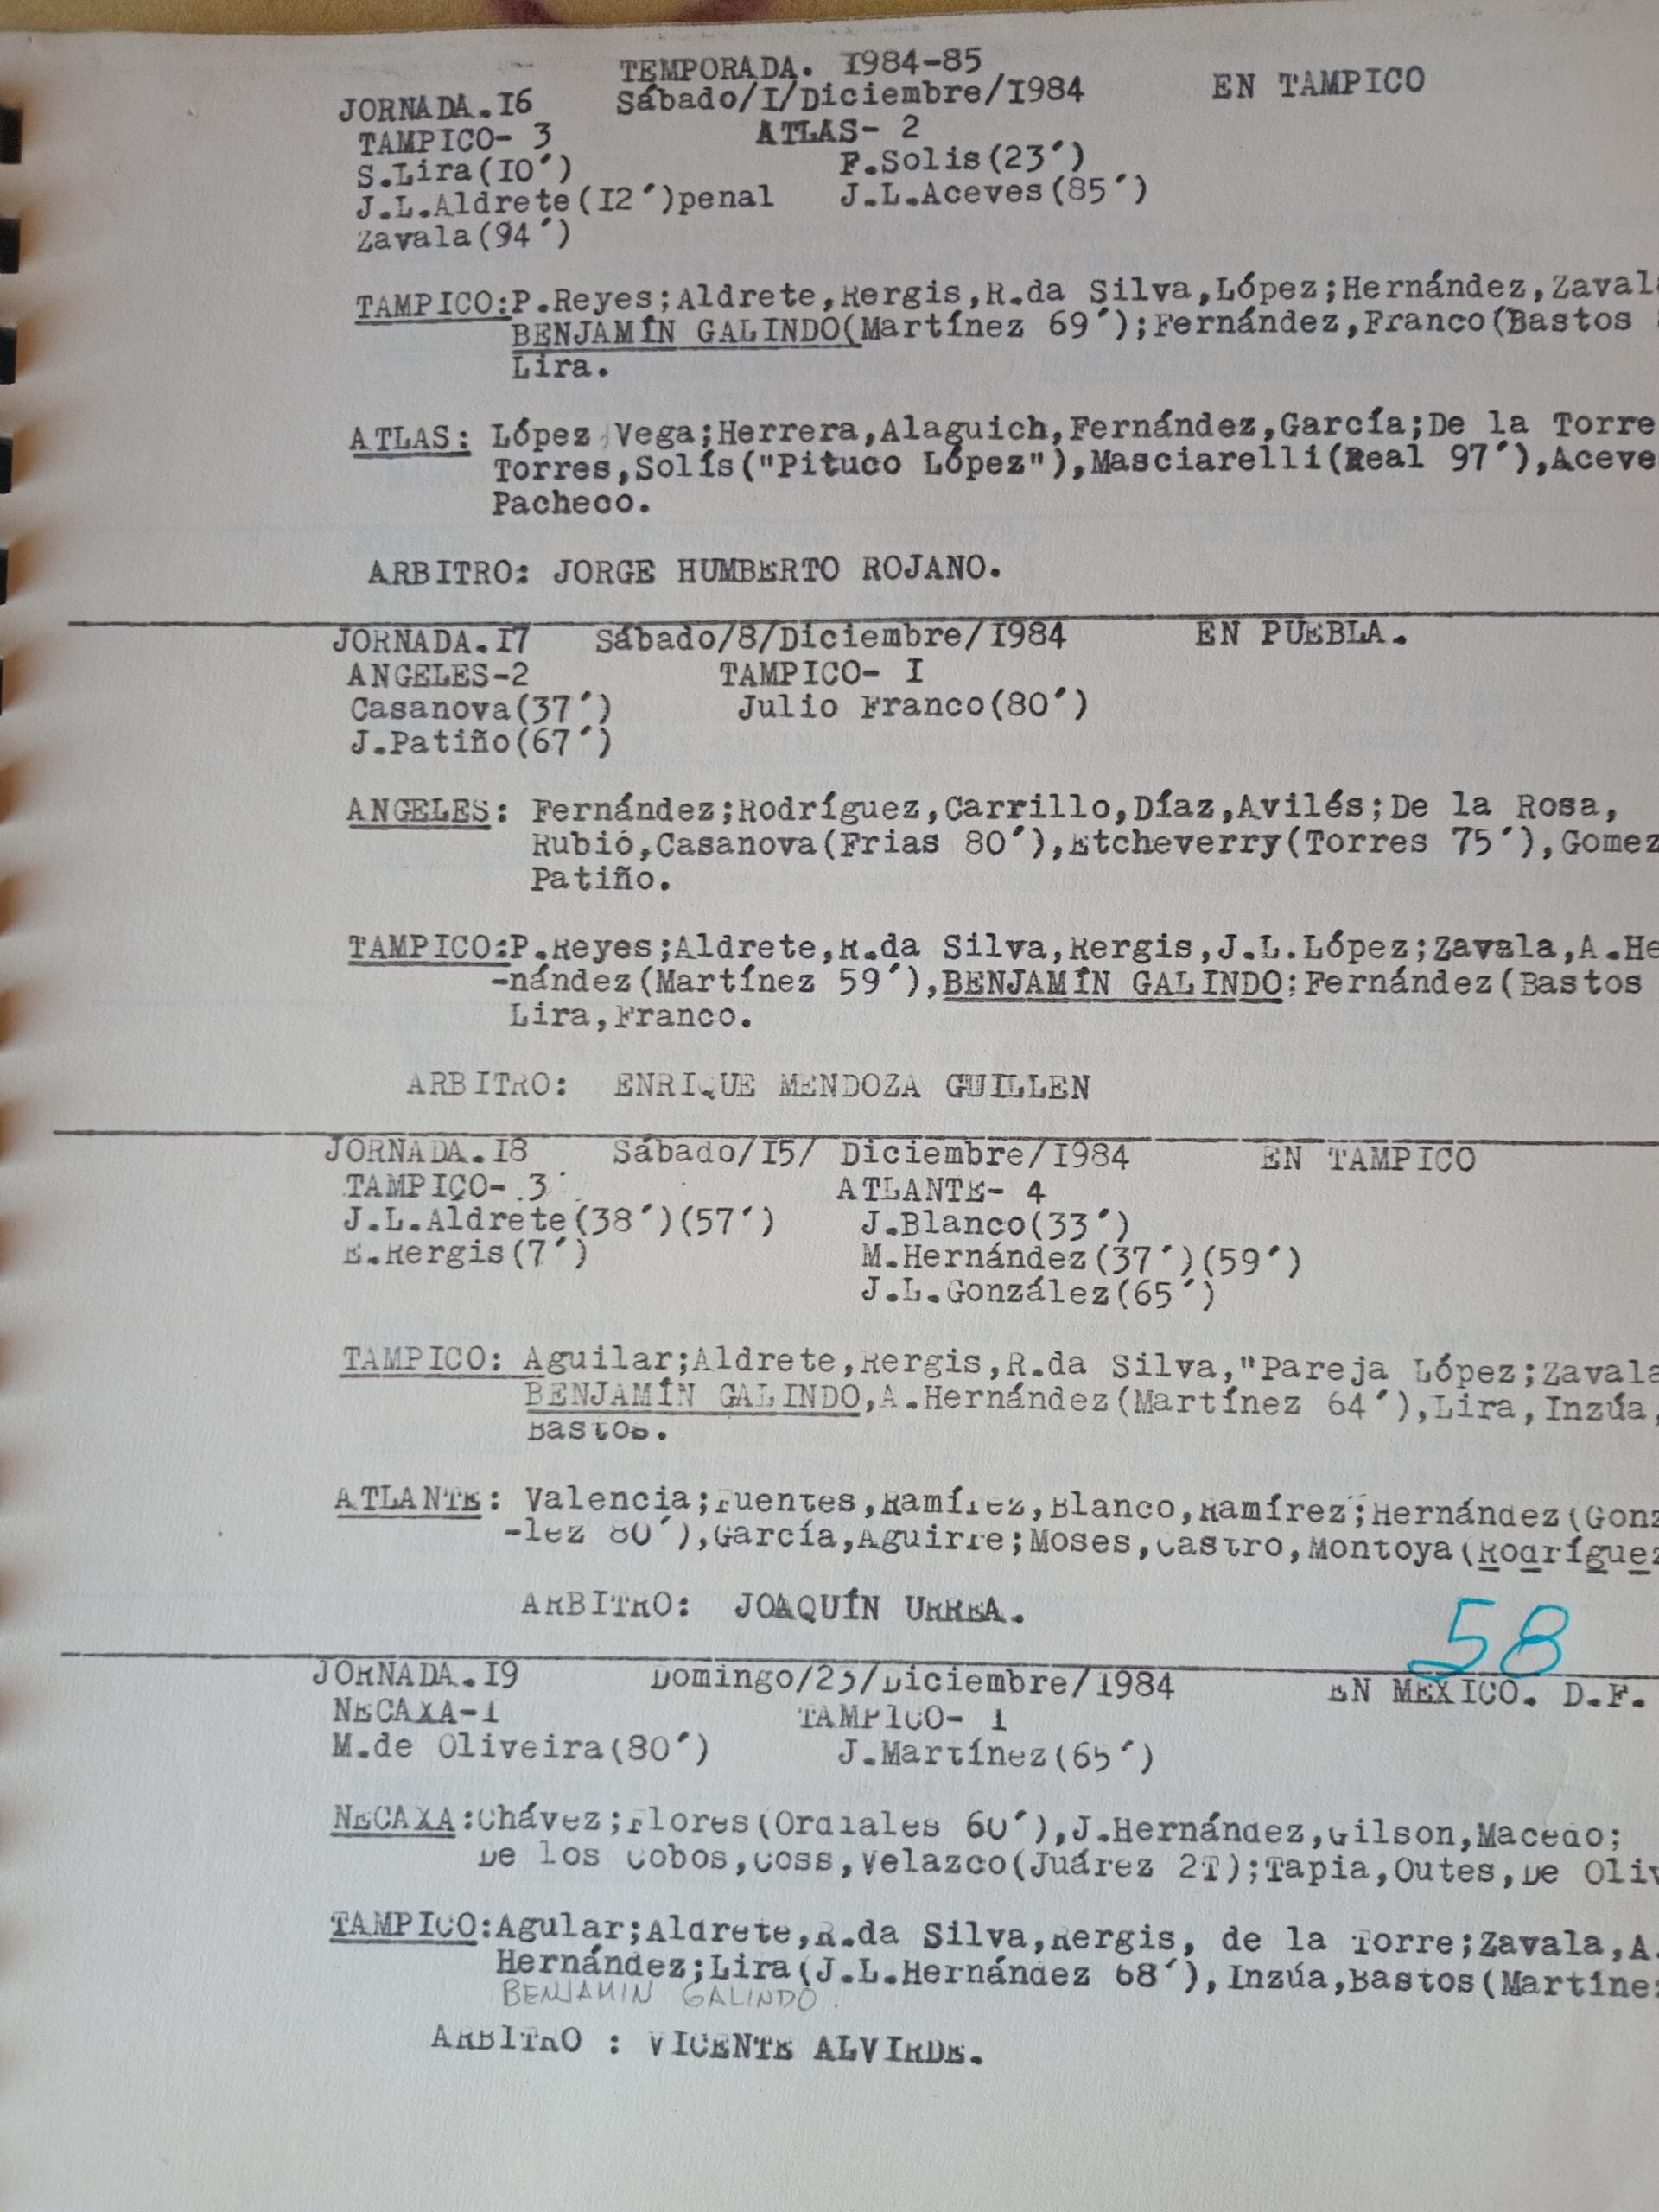 TEMPORADA. I984-85
JORNADA.I6 Sábado/I/Diciembre/I984 EN TAMPICO
TAMPICO- 3 ATLAS- 2
S.Lira(IO´) F.Solis(23´)
J.L.Aldrete(I2´)penal J.L.Aceves(85´)
Zavala(94´)
TAMPICO:P.Reyes;Aldrete,Rergis,R.da Silva,López;Hernández,Zavala
BENJAMÍN GALINDO(Martínez 69´);Fernández,Franco(Bastos
Lira.
ATLAS: López Vega;Herrera,Alaguich,Fernández,García;De la Torre
Torres,Solís("Pituco López"),Masciarelli(Real 97´),Aceve
Pacheco.
ARBITRO: JORGE HUMBERTO ROJANO.
JORNADA.I7 Sábado/8/Diciembre/I984 EN PUEBLA.
ANGELES-2 TAMPICO- I
Casanova(37´) Julio Franco(80´)
J.Patiño(67´)
ANGELES: Fernández;Rodríguez,Carrillo,Díaz,Avilés;De la Rosa,
Rubió,Casanova(Frias 80´),Etcheverry(Torres 75´),Gomez
Patiño.
TAMPICO:P.Reyes;Aldrete,R.da Silva,Rergis,J.L.López;Zavala,A.He
-nández(Martínez 59´),BENJAMÍN GALINDO;Fernández(Bastos
Lira,Franco.
ARBITRO: ENRIQUE MENDOZA GUILLEN
JORNADA.I8 Sábado/I5/ Diciembre/I984 EN TAMPICO
TAMPICO- 3 ATLANTE- 4
J.L.Aldrete(38´)(57´) J.Blanco(33´)
E.Rergis(7´) M.Hernández(37´)(59´)
J.L.González(65´)
TAMPICO: Aguilar;Aldrete,Rergis,R.da Silva,"Pareja López;Zavala
BENJAMÍN GALINDO,A.Hernández(Martínez 64´),Lira,Inzúa,
Bastos.
ATLANTE: Valencia;Fuentes,Ramírez,Blanco,Ramírez;Hernández(Gonz
-lez 80´),García,Aguirre;Moses,Castro,Montoya(Rodríguez
ARBITRO: JOAQUÍN URREA.
58
JORNADA.I9 Domingo/23/Diciembre/1984 EN MEXICO. D.F.
NECAXA-1 TAMPICO- 1
M.de Oliveira(80´) J.Martínez(65´)
NECAXA:Chávez;Flores(Ordiales 60´),J.Hernández,Gilson,Macedo;
De los Cobos,Coss,Velazco(Juárez 2T);Tapia,Outes,De Oliv
TAMPICO:Agular;Aldrete,R.da Silva,Rergis, de la Torre;Zavala,A.
Hernández;Lira(J.L.Hernández 68´),Inzúa,Bastos(Martíne
BENJAMIN GALINDO.
ARBITRO : VICENTE ALVIRDE.